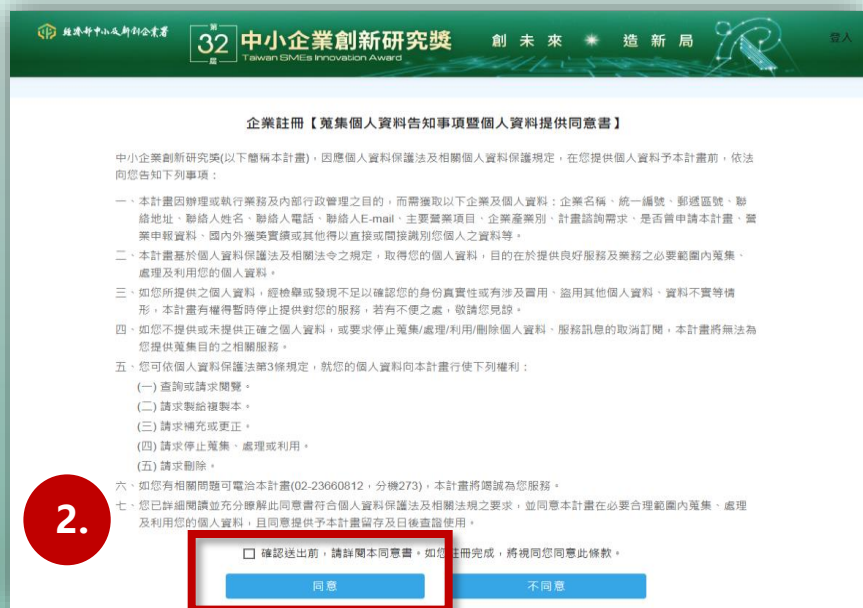 經濟部中小及新創企業署
第
32
屆
中小企業創新研究獎
Taiwan SMEs Innovation Award
創未來 造新局
登入
企業註冊【蒐集個人資料告知事項暨個人資料提供同意書】
中小企業創新研究獎(以下簡稱本計畫)，因應個人資料保護法及相關個人資料保護規定，在您提供個人資料予本計畫前，依法
向您告知下列事項：
一、本計畫因辦理或執行業務及內部行政管理之目的，而需獲取以下企業及個人資料：企業名稱、統一編號、郵遞區號、聯
絡地址、聯絡人姓名、聯絡人電話、聯絡人E-mail、主要營業項目、企業產業別、計畫諮詢需求、是否曾申請本計畫、營
業申報資料、國內外獲獎實績或其他得以直接或間接識別您個人之資料等。
二、本計畫基於個人資料保護法及相關法令之規定，取得您的個人資料，目的在於提供良好服務及業務之必要範圍內蒐集、
處理及利用您的個人資料。
三、如您所提供之個人資料，經檢舉或發現不足以確認您的身份真實性或有涉及冒用、盜用其他個人資料、資料不實等情
形，本計畫有權得暫時停止提供對您的服務，若有不便之處，敬請您見諒。
四、如您不提供或未提供正確之個人資料，或要求停止蒐集/處理/利用/刪除個人資料、服務訊息的取消訂閱，本計畫將無法為
您提供蒐集目的之相關服務。
五、您可依個人資料保護法第3條規定，就您的個人資料向本計畫行使下列權利：
(一) 查詢或請求閱覽。
(二) 請求製給複製本。
(三) 請求補充或更正。
(四) 請求停止蒐集、處理或利用。
(五) 請求刪除。
六、如您有相關問題可電洽本計畫(02-23660812，分機273)，本計畫將竭誠為您服務。
七、您已詳細閱讀並充分瞭解此同意書符合個人資料保護法及相關法規之要求，並同意本計畫在必要合理範圍內蒐集、處理
及利用您的個人資料，且同意提供予本計畫留存及日後查證使用。
2.
確認送出前，請詳閱本同意書。如您註冊完成，將視同您同意此條款。
同意
不同意